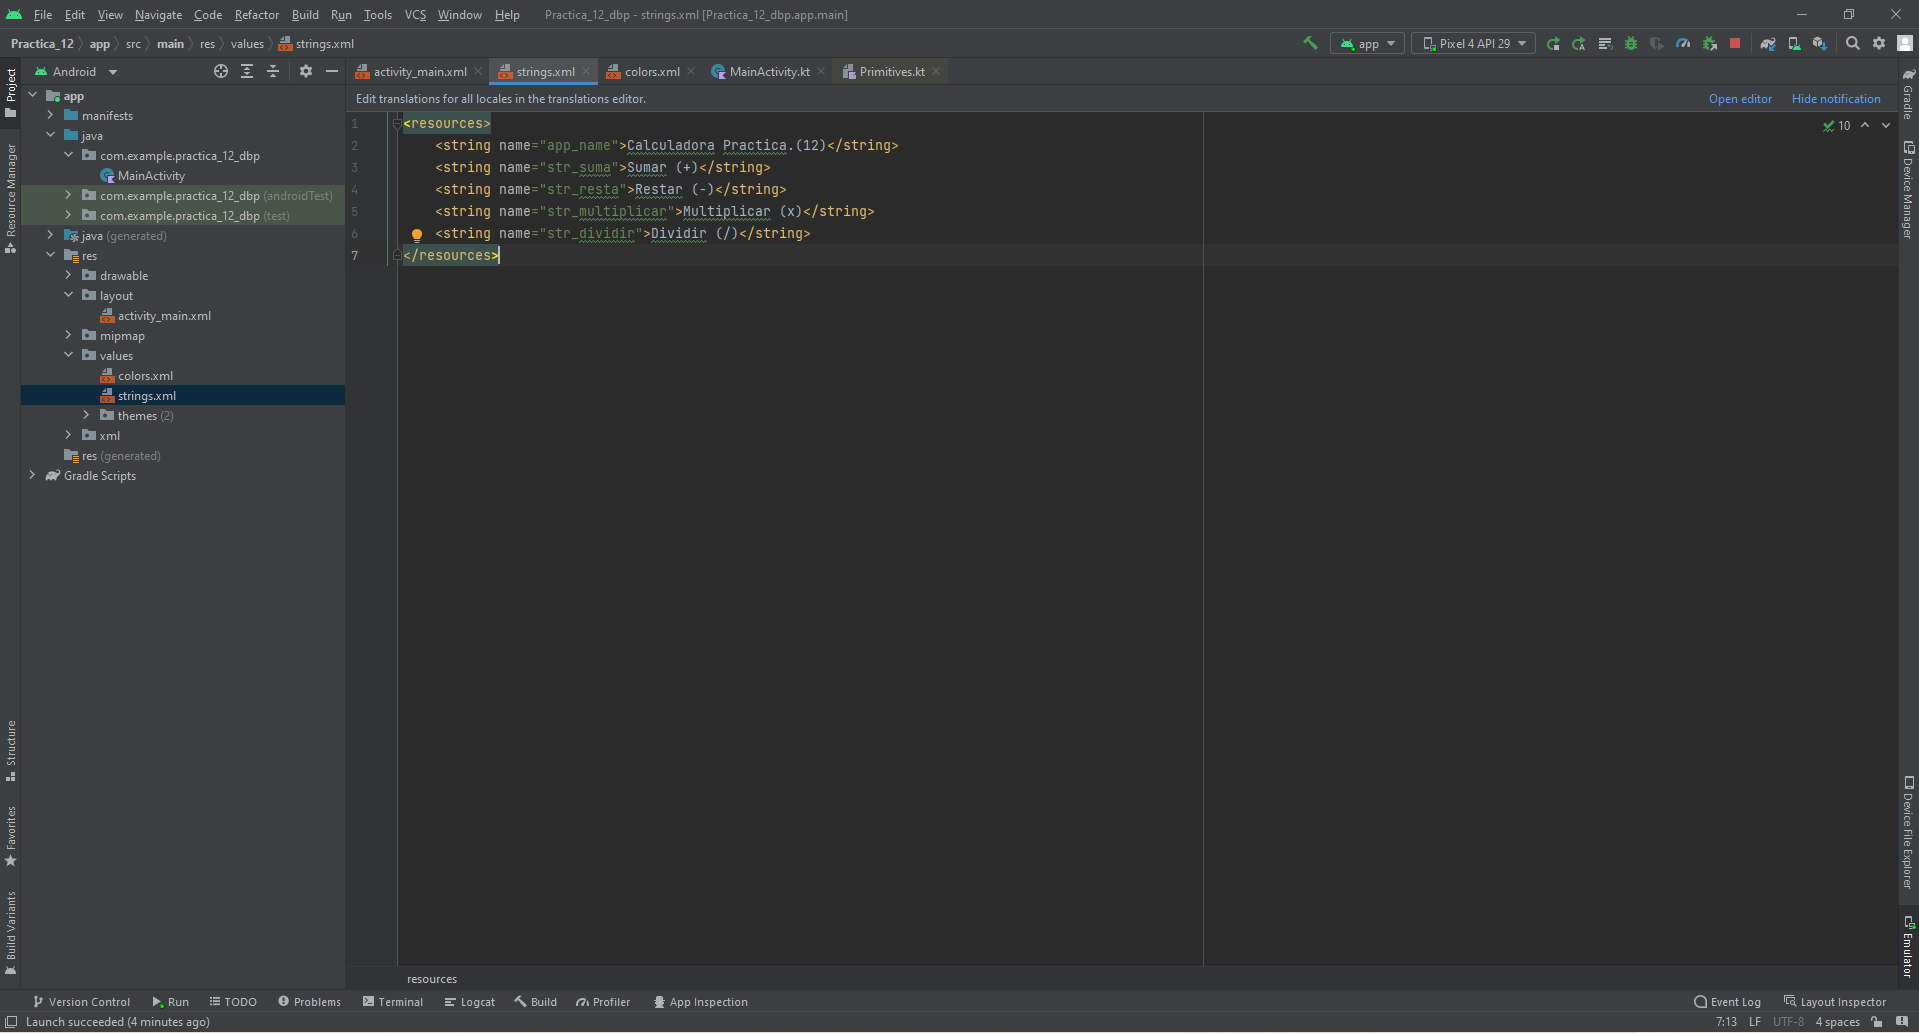 File Edit View Navigate Code Refactor Build Run Tools VCS Window Help Practica_12_dbp - strings.xml [Practica_12_dbp.app.main]
Practica_12 app src main res values strings.xml app Pixel 4 API 29
Project
Resource Manager
Structure
Favorites
Build Variants
Android
app
manifests
java
com.example.practica_12_dbp
MainActivity
com.example.practica_12_dbp (androidTest)
com.example.practica_12_dbp (test)
java (generated)
res
drawable
layout
activity_main.xml
mipmap
values
colors.xml
strings.xml
themes (2)
xml
res (generated)
Gradle Scripts
activity_main.xml strings.xml colors.xml MainActivity.kt Primitives.kt
Edit translations for all locales in the translations editor. Open editor Hide notification
10
1 <resources>
2 <string name="app_name">Calculadora Practica.(12)</string>
3 <string name="str_suma">Sumar (+)</string>
4 <string name="str_resta">Restar (-)</string>
5 <string name="str_multiplicar">Multiplicar (x)</string>
6 <string name="str_dividir">Dividir (/)</string>
7 </resources>
resources
Gradle
Device Manager
Device File Explorer
Emulator
Version Control Run TODO Problems Terminal Logcat Build Profiler App Inspection Event Log Layout Inspector
Launch succeeded (4 minutes ago) 7:13 LF UTF-8 4 spaces